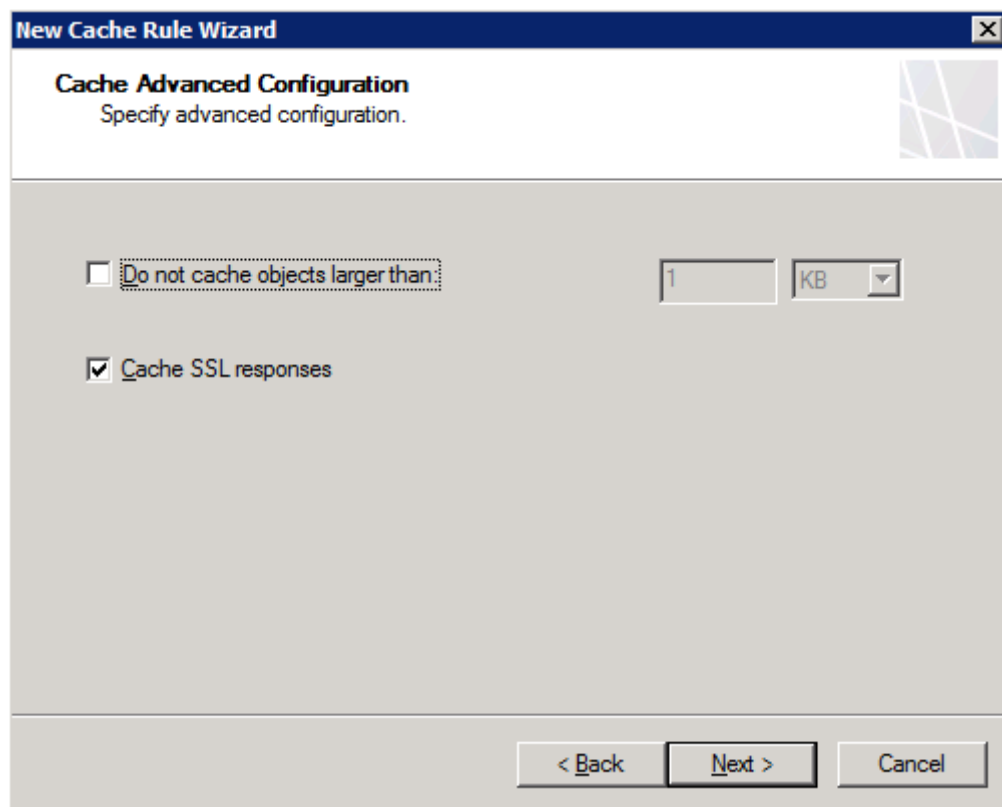 New Cache Rule Wizard
Cache Advanced Configuration
Specify advanced configuration.
Do not cache objects larger than: 1 KB
Cache SSL responses
< Back Next > Cancel